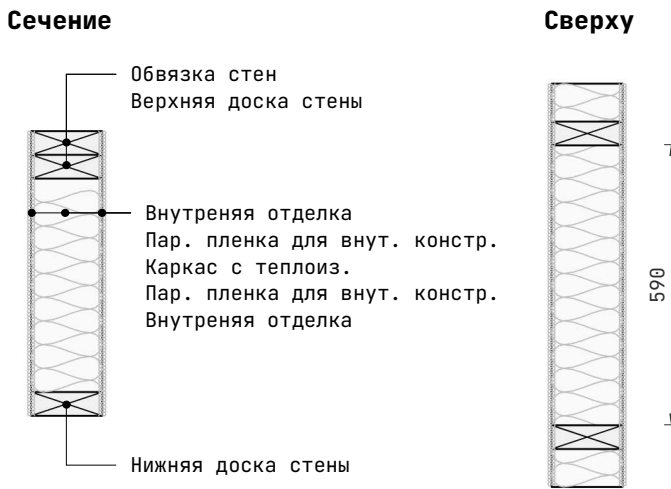 Сечение
Сверху
Обвязка стен
Верхняя доска стены
Внутреняя отделка
Пар. пленка для внут. констр.
Каркас с теплоиз.
Пар. пленка для внут. констр.
Внутреняя отделка
590
Нижняя доска стены